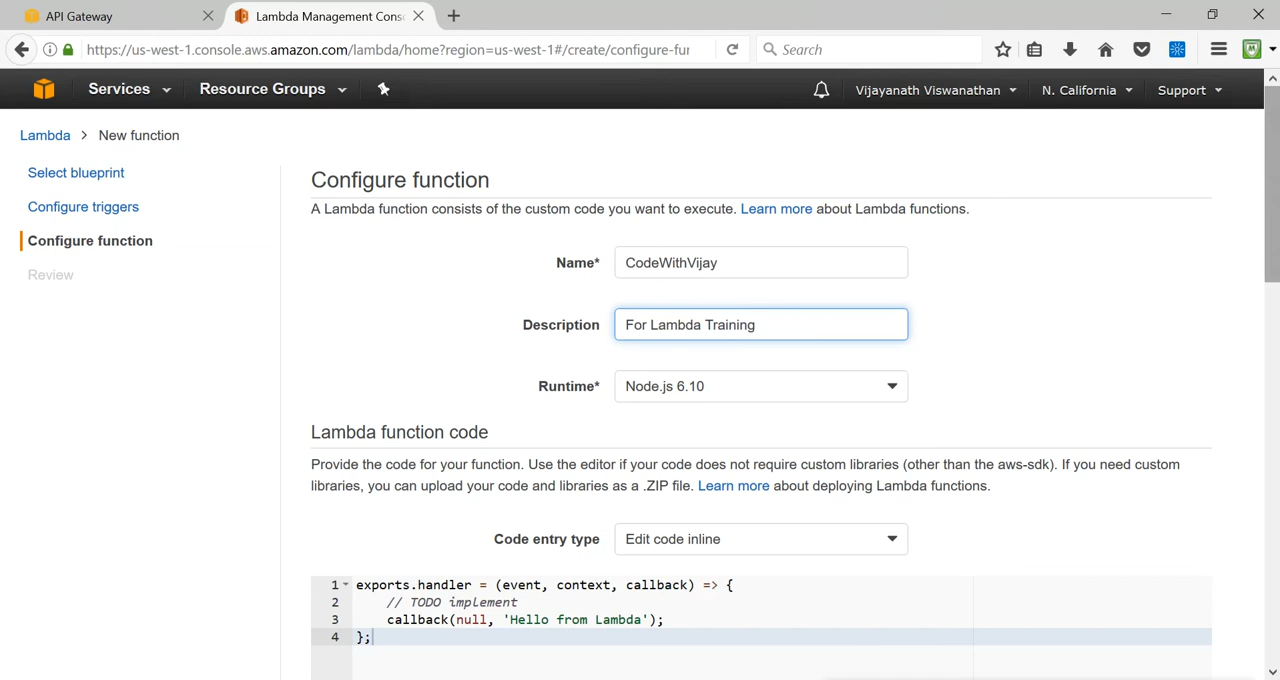 API Gateway
Lambda Management Cons
https://us-west-1.console.aws.amazon.com/lambda/home?region=us-west-1#/create/configure-fur
Search
Services
Resource Groups
Vijayanath Viswanathan
N. California
Support
Lambda > New function
Select blueprint
Configure triggers
Configure function
Review
Configure function
A Lambda function consists of the custom code you want to execute. Learn more about Lambda functions.
Name* CodeWithVijay
Description For Lambda Training
Runtime* Node.js 6.10
Lambda function code
Provide the code for your function. Use the editor if your code does not require custom libraries (other than the aws-sdk). If you need custom
libraries, you can upload your code and libraries as a .ZIP file. Learn more about deploying Lambda functions.
Code entry type Edit code inline
1 exports.handler = (event, context, callback) => {
2 // TODO implement
3 callback(null, 'Hello from Lambda');
4 };